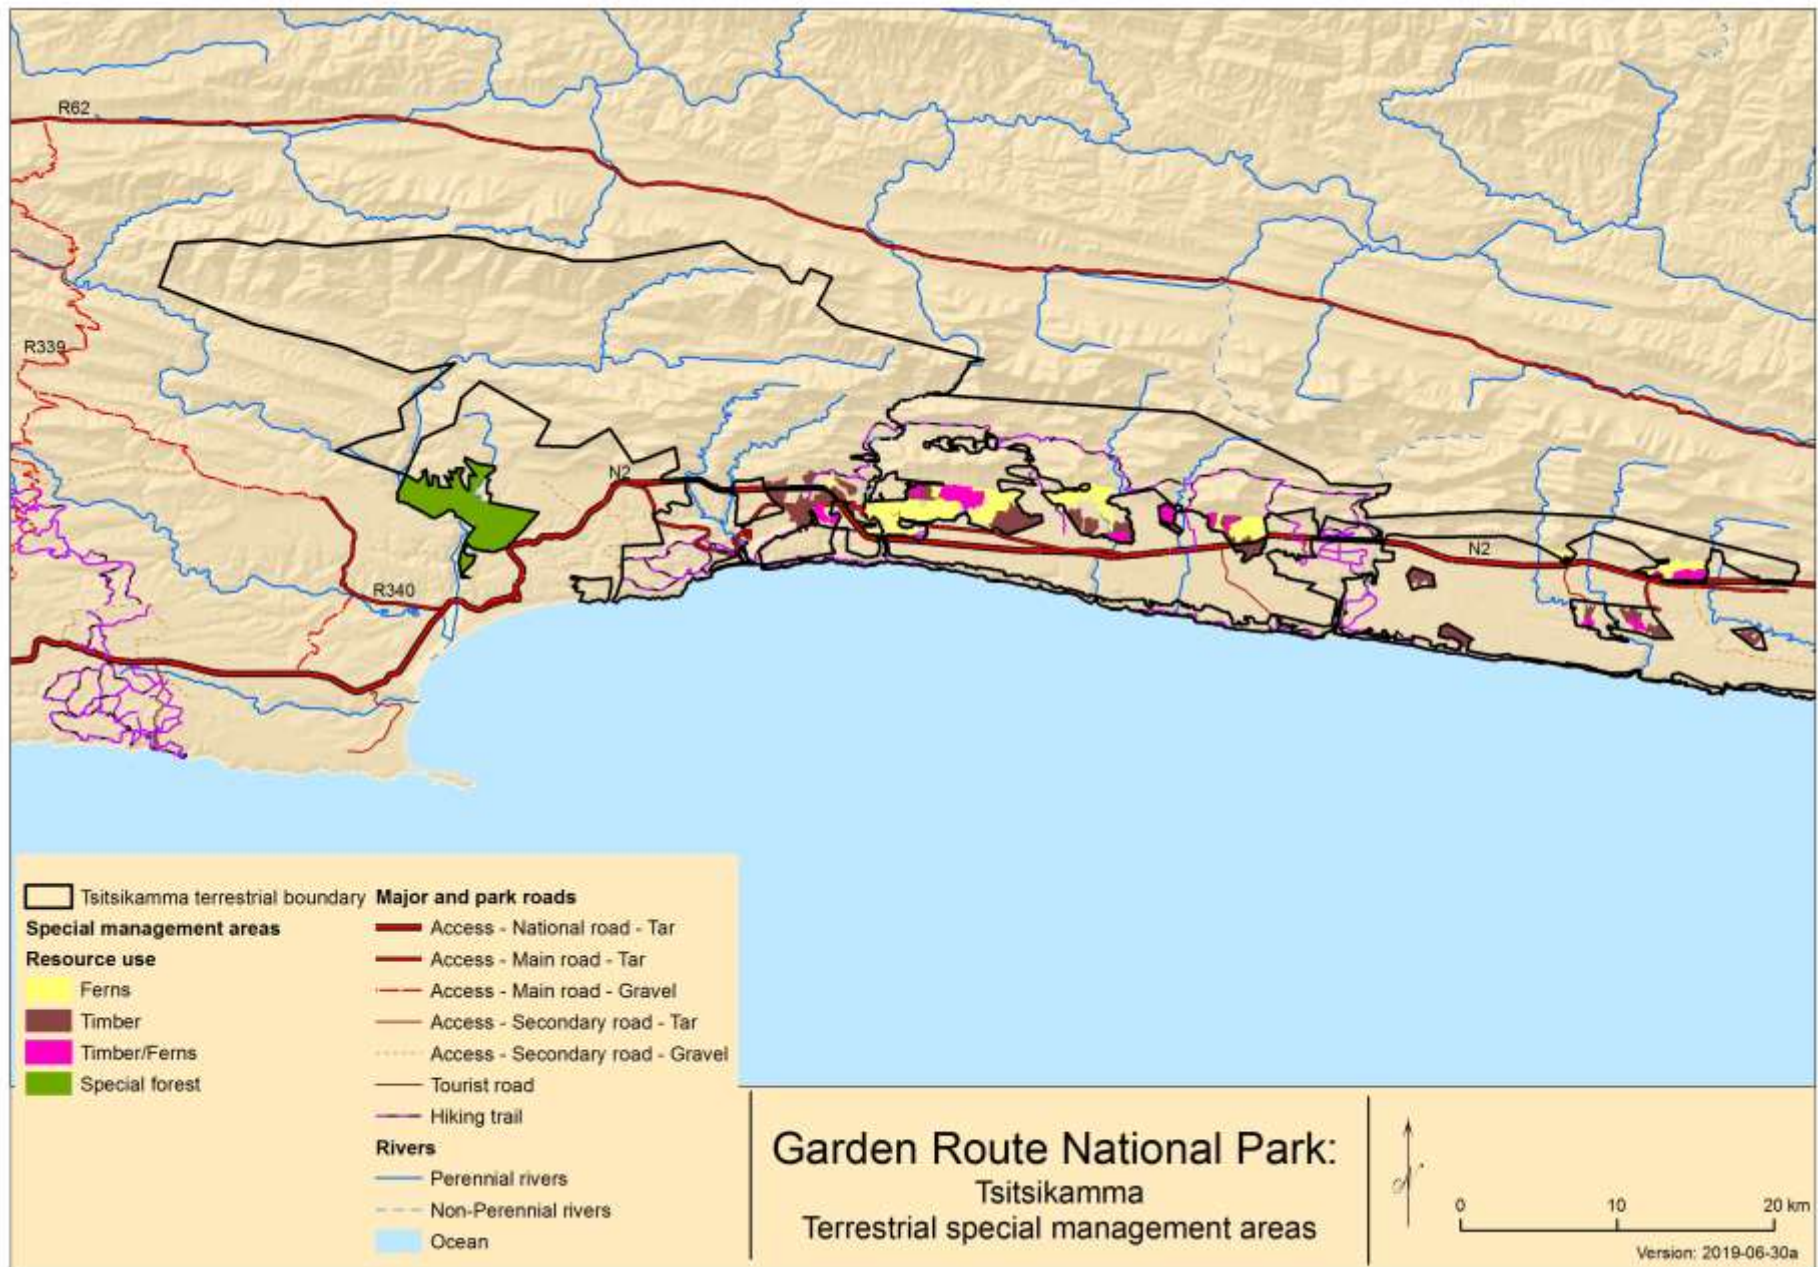 R62
R339
N2
N2
R340
Tsitsikamma terrestrial boundary
Special management areas
Resource use
Ferns
Timber
Timber/Ferns
Special forest
Major and park roads
Access - National road - Tar
Access - Main road - Tar
Access - Main road - Gravel
Access - Secondary road - Tar
Access - Secondary road - Gravel
Tourist road
Hiking trail
Rivers
Perennial rivers
Non-Perennial rivers
Ocean
Garden Route National Park:
Tsitsikamma
Terrestrial special management areas
N
0 10 20 km
Version: 2019-06-30a